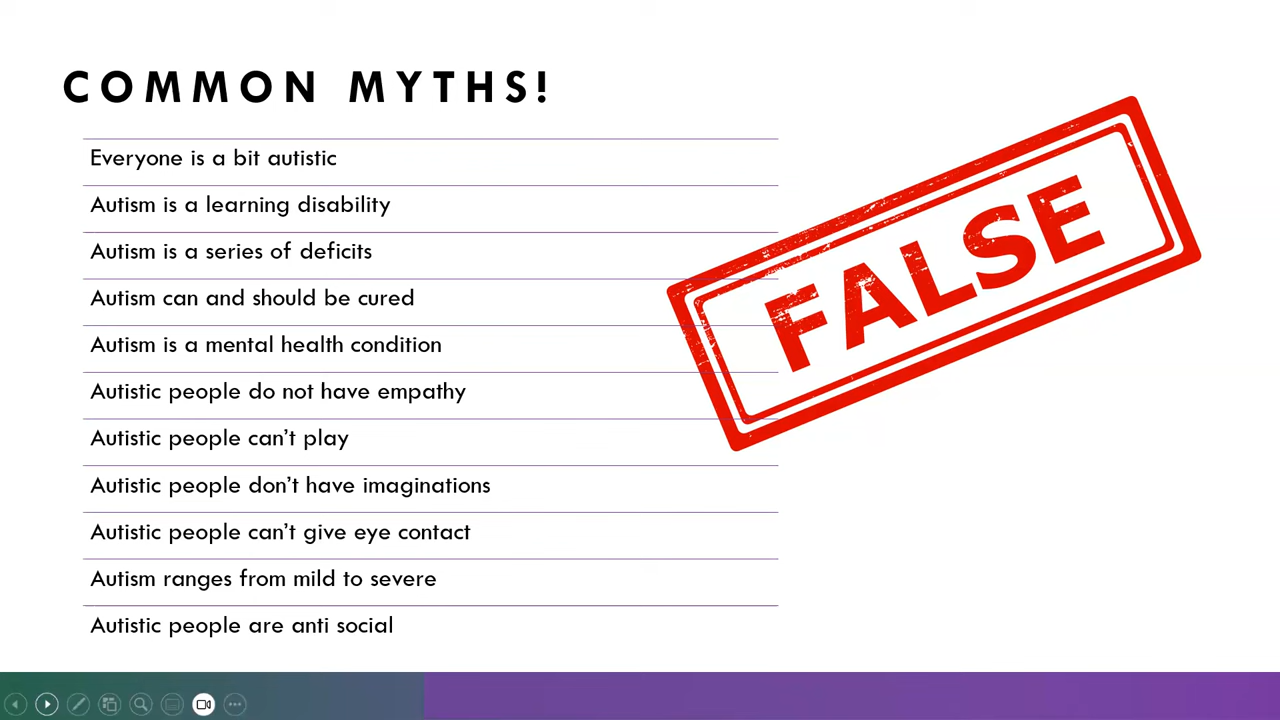 COMMON MYTHS!
Everyone is a bit autistic
Autism is a learning disability
Autism is a series of deficits
Autism can and should be cured
Autism is a mental health condition
Autistic people do not have empathy
Autistic people can't play
Autistic people don't have imaginations
Autistic people can't give eye contact
Autism ranges from mild to severe
Autistic people are anti social
FALSE